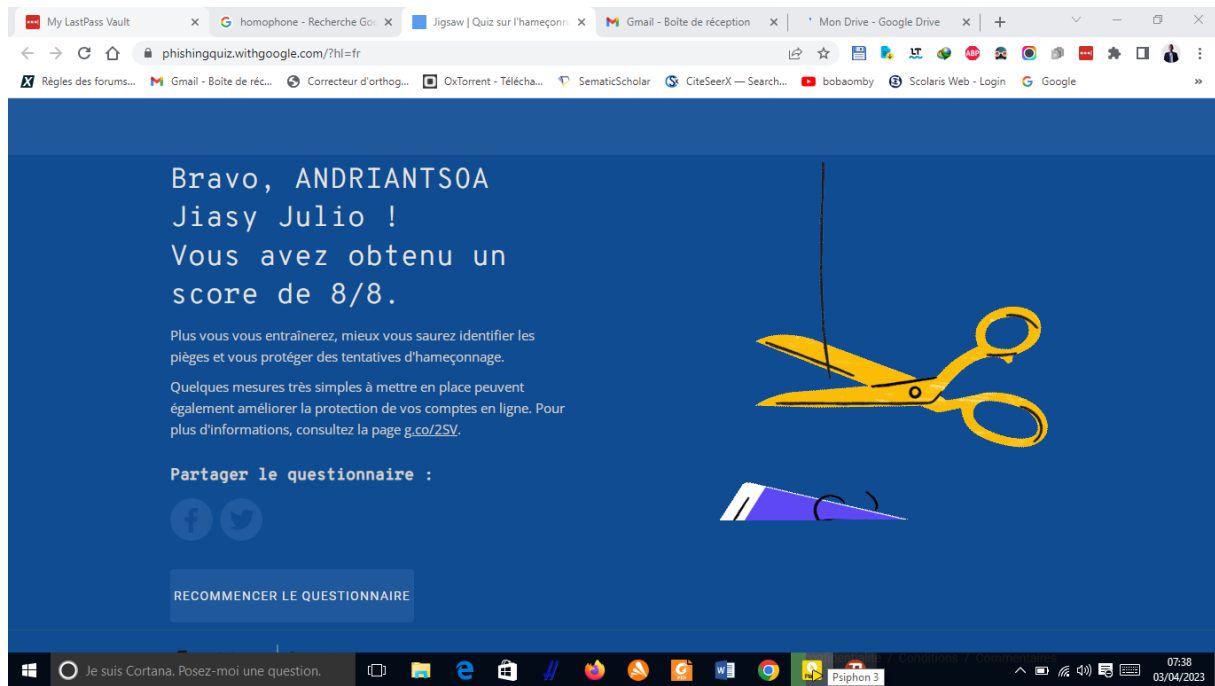 My LastPass Vault
homophone - Recherche Goo
Jigsaw | Quiz sur l'hameçonn
Gmail - Boîte de réception
Mon Drive - Google Drive
phishingquiz.withgoogle.com/?hl=fr
Règles des forums...
Gmail - Boîte de réc...
Correcteur d'orthog...
OxTorrent - Télécha...
SematicScholar
CiteSeerX — Search...
bobaomby
Scolaris Web - Login
Google
Bravo, ANDRIANTSOA
Jiasy Julio !
Vous avez obtenu un
score de 8/8.
Plus vous vous entraînerez, mieux vous saurez identifier les
pièges et vous protéger des tentatives d'hameçonnage.
Quelques mesures très simples à mettre en place peuvent
également améliorer la protection de vos comptes en ligne. Pour
plus d'informations, consultez la page g.co/2SV.
Partager le questionnaire :
RECOMMENCER LE QUESTIONNAIRE
/ Conditions / Commentaires
Je suis Cortana. Posez-moi une question.
Psiphon 3
07:38
03/04/2023